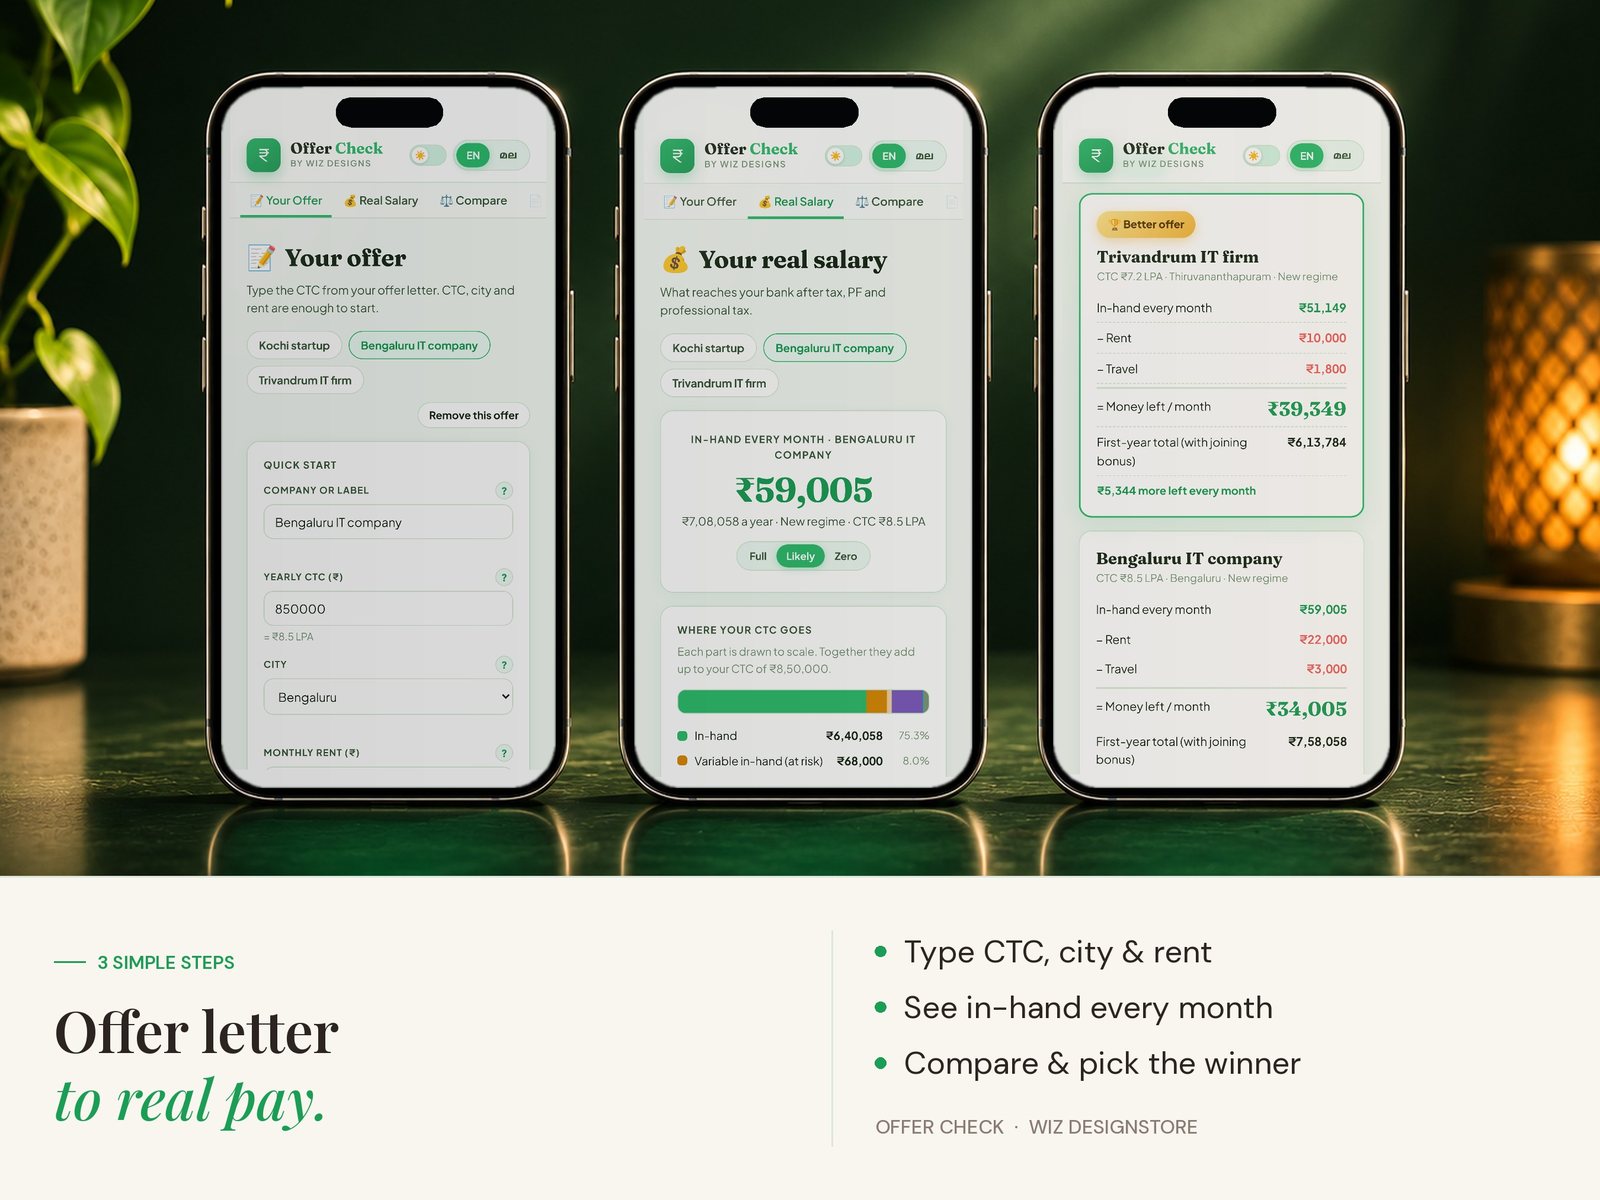 ₹
Offer Check
BY WIZ DESIGNS
EN
മല
Your Offer
Real Salary
Compare
Your offer
Type the CTC from your offer letter. CTC, city and
rent are enough to start.
Kochi startup
Bengaluru IT company
Trivandrum IT firm
Remove this offer
QUICK START
COMPANY OR LABEL
?
Bengaluru IT company
YEARLY CTC (₹)
?
850000
= ₹8.5 LPA
CITY
?
Bengaluru
MONTHLY RENT (₹)
?
₹
Offer Check
BY WIZ DESIGNS
EN
മല
Your Offer
Real Salary
Compare
Your real salary
What reaches your bank after tax, PF and
professional tax.
Kochi startup
Bengaluru IT company
Trivandrum IT firm
IN-HAND EVERY MONTH · BENGALURU IT
COMPANY
₹59,005
₹7,08,058 a year · New regime · CTC ₹8.5 LPA
Full
Likely
Zero
WHERE YOUR CTC GOES
Each part is drawn to scale. Together they add
up to your CTC of ₹8,50,000.
In-hand ₹6,40,058 75.3%
Variable in-hand (at risk) ₹68,000 8.0%
₹
Offer Check
BY WIZ DESIGNS
EN
മല
Better offer
Trivandrum IT firm
CTC ₹7.2 LPA · Thiruvananthapuram · New regime
In-hand every month ₹51,149
– Rent ₹10,000
– Travel ₹1,800
= Money left / month ₹39,349
First-year total (with joining ₹6,13,784
bonus)
₹5,344 more left every month
Bengaluru IT company
CTC ₹8.5 LPA · Bengaluru · New regime
In-hand every month ₹59,005
– Rent ₹22,000
– Travel ₹3,000
= Money left / month ₹34,005
First-year total (with joining ₹7,58,058
bonus)
3 SIMPLE STEPS
Offer letter
to real pay.
Type CTC, city & rent
See in-hand every month
Compare & pick the winner
OFFER CHECK · WIZ DESIGNSTORE